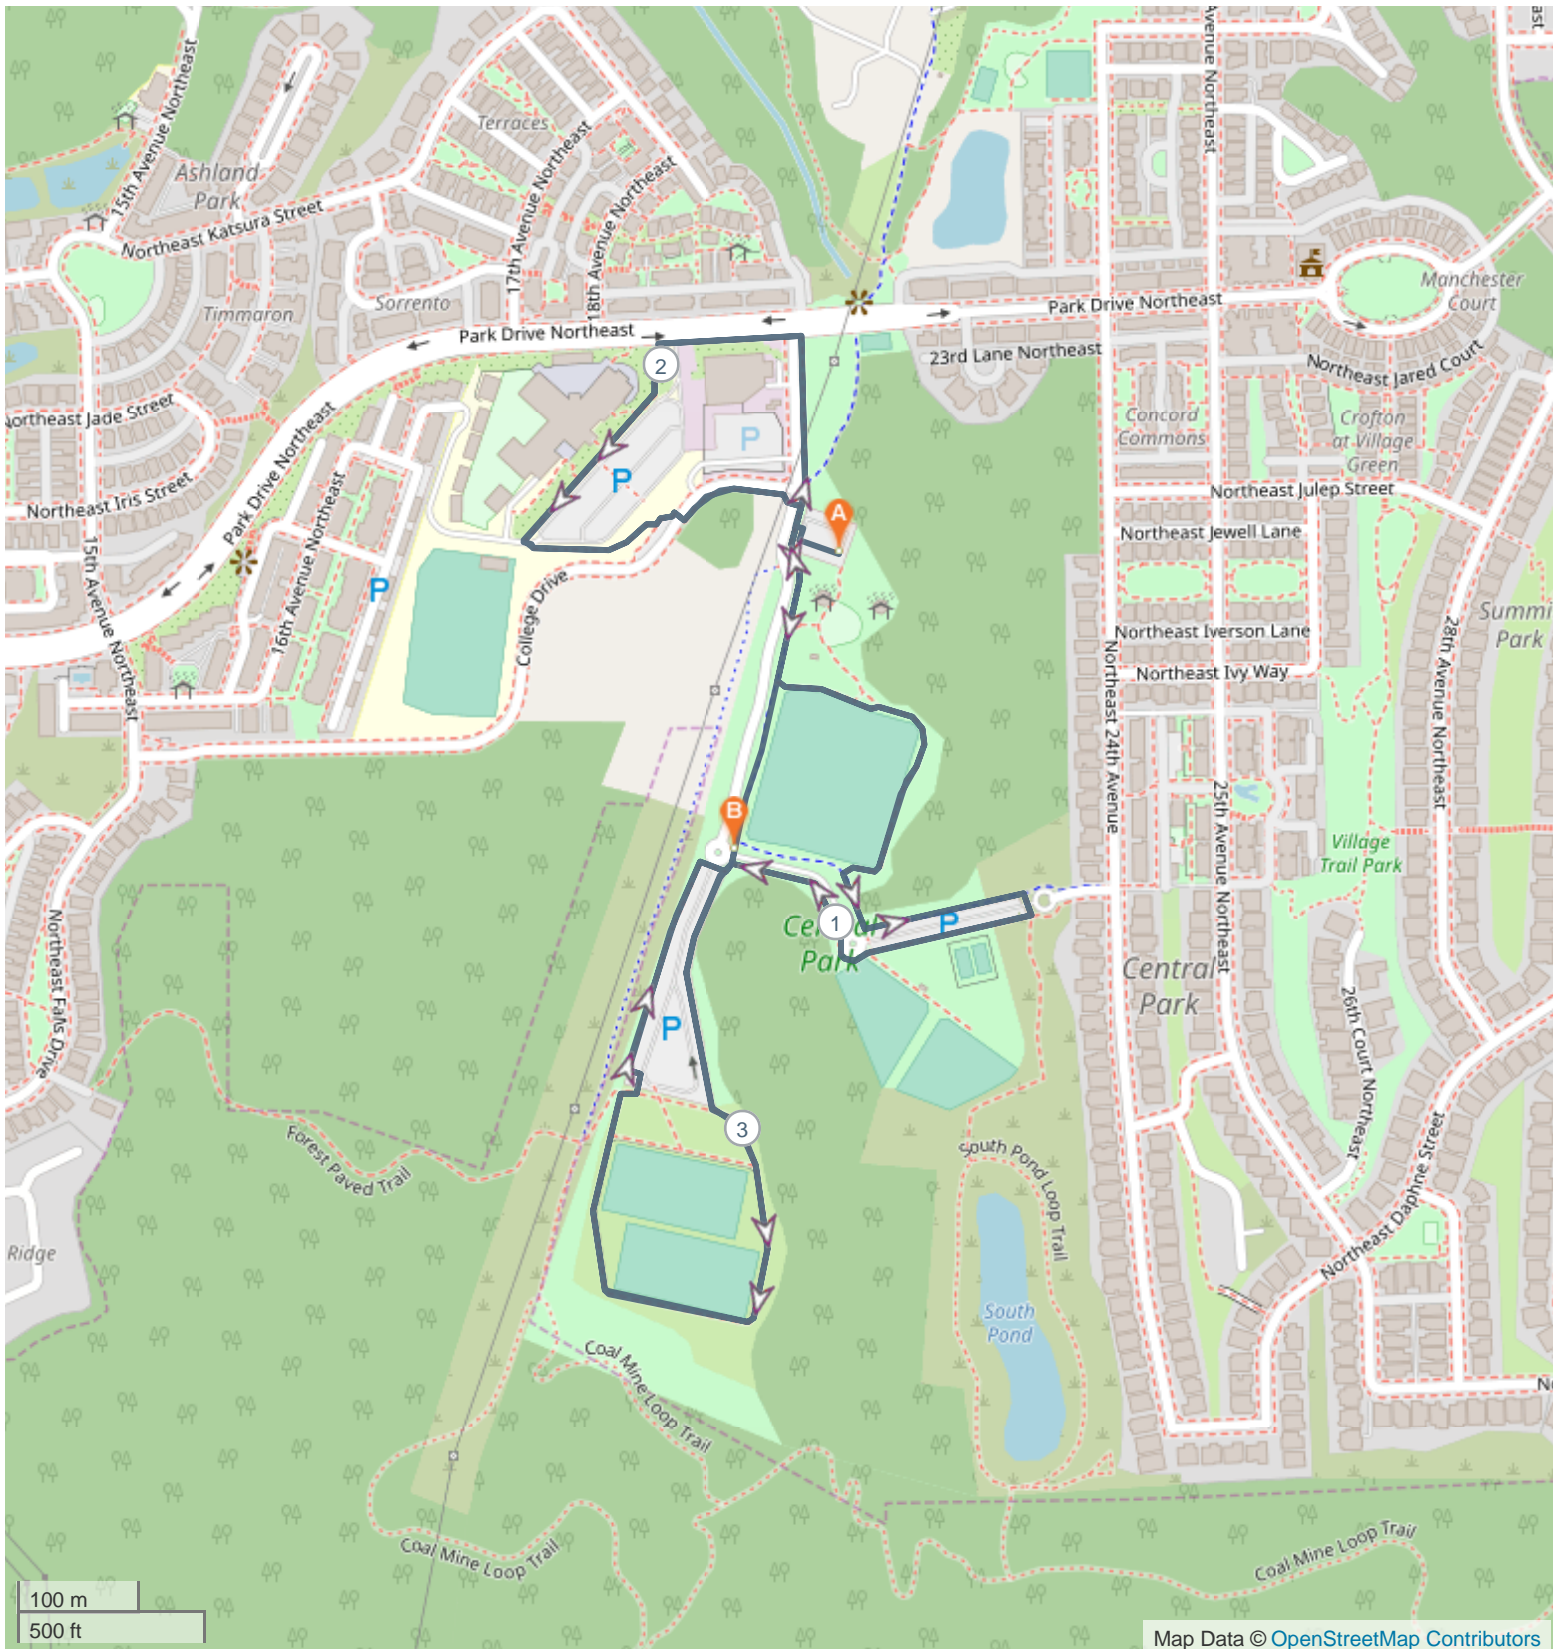 15th Avenue Northeast
Ashland
Park
Northeast Katsura Street
Terraces
17th Avenue Northeast
18th Avenue Northeast
Timmaron
Sorrento
Park Drive Northeast
Park Drive Northeast
Avenue Northeast
Manchester
Court
23rd Lane Northeast
Northeast Jared Court
2
Northeast Jade Street
Park Drive Northeast
Concord
Commons
Crofton
at Village
Green
P
P
Northeast Iris Street
Northeast Julep Street
A
Northeast Jewell Lane
16th Avenue Northeast
P
15th Avenue Northeast
College Drive
Northeast Iverson Lane
Northeast Ivy Way
Northeast 24th Avenue
28th Avenue Northeast
Park
B
25th Avenue Northeast
Village
Trail Park
Northeast Falls Drive
1
P
Central
Park
Central
Park
26th Court Northeast
P
3
Forest Paved Trail
South Pond Loop Trail
Northeast Daphne Street
Ridge
South
Pond
Coal Mine Loop Trail
Coal Mine Loop Trail
Coal Mine Loop Trail
100 m
500 ft
Map Data © OpenStreetMap Contributors